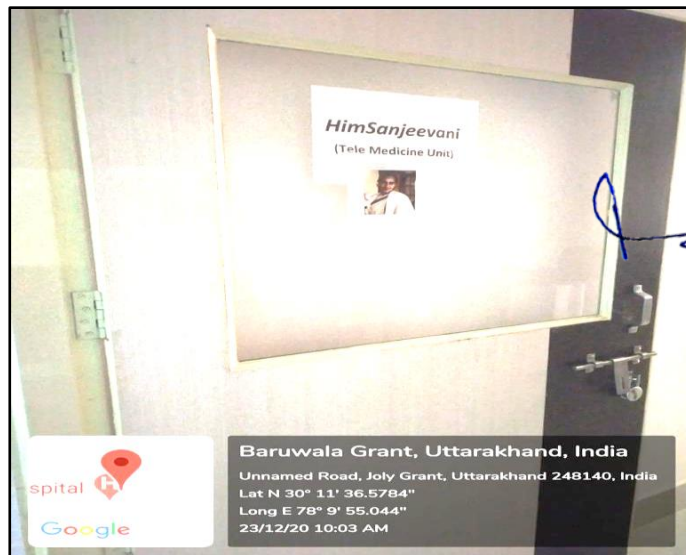 HimSanjeevani
(Tele Medicine Unit)
spital
H
Google
Baruwala Grant, Uttarakhand, India
Unnamed Road, Joly Grant, Uttarakhand 248140, India
Lat N 30° 11' 36.5784"
Long E 78° 9' 55.044"
23/12/20 10:03 AM